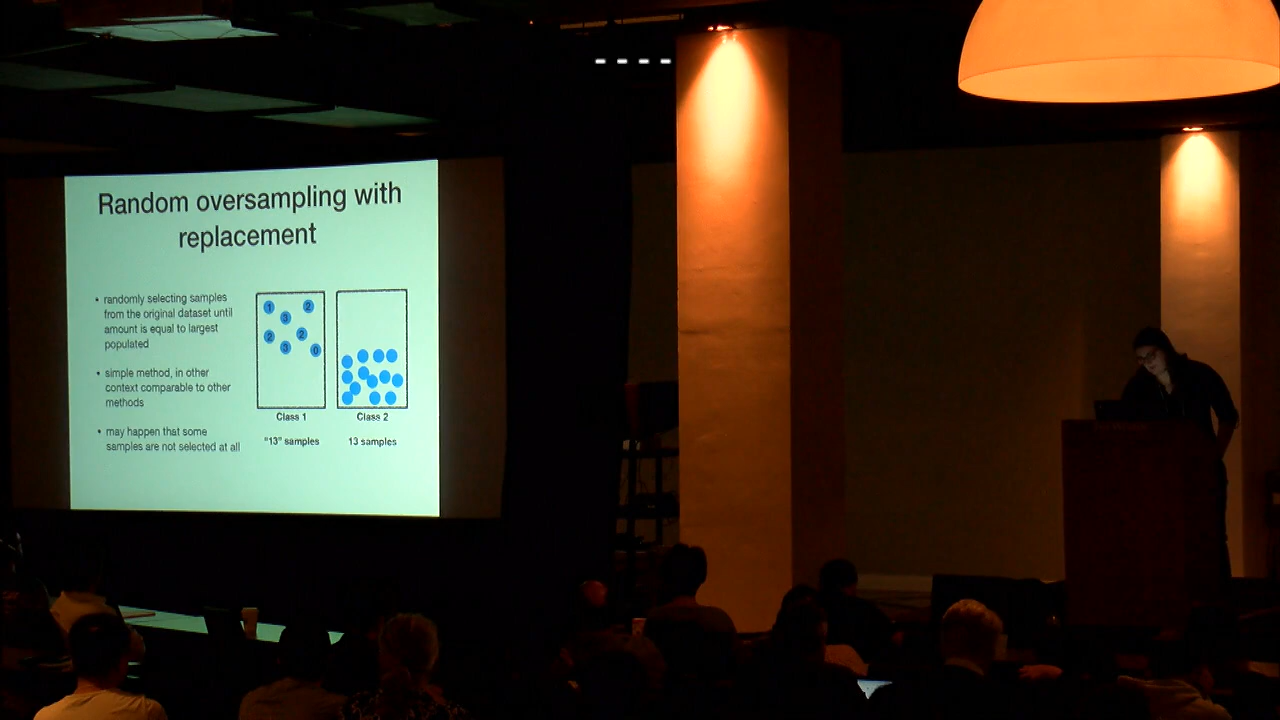 Random oversampling with
replacement
• randomly selecting samples
from the original dataset until
amount is equal to largest
populated
• simple method, in other
context comparable to other
methods
• may happen that some
samples are not selected at all
1 2
3
2 2
3 0
Class 1 Class 2
"13" samples 13 samples